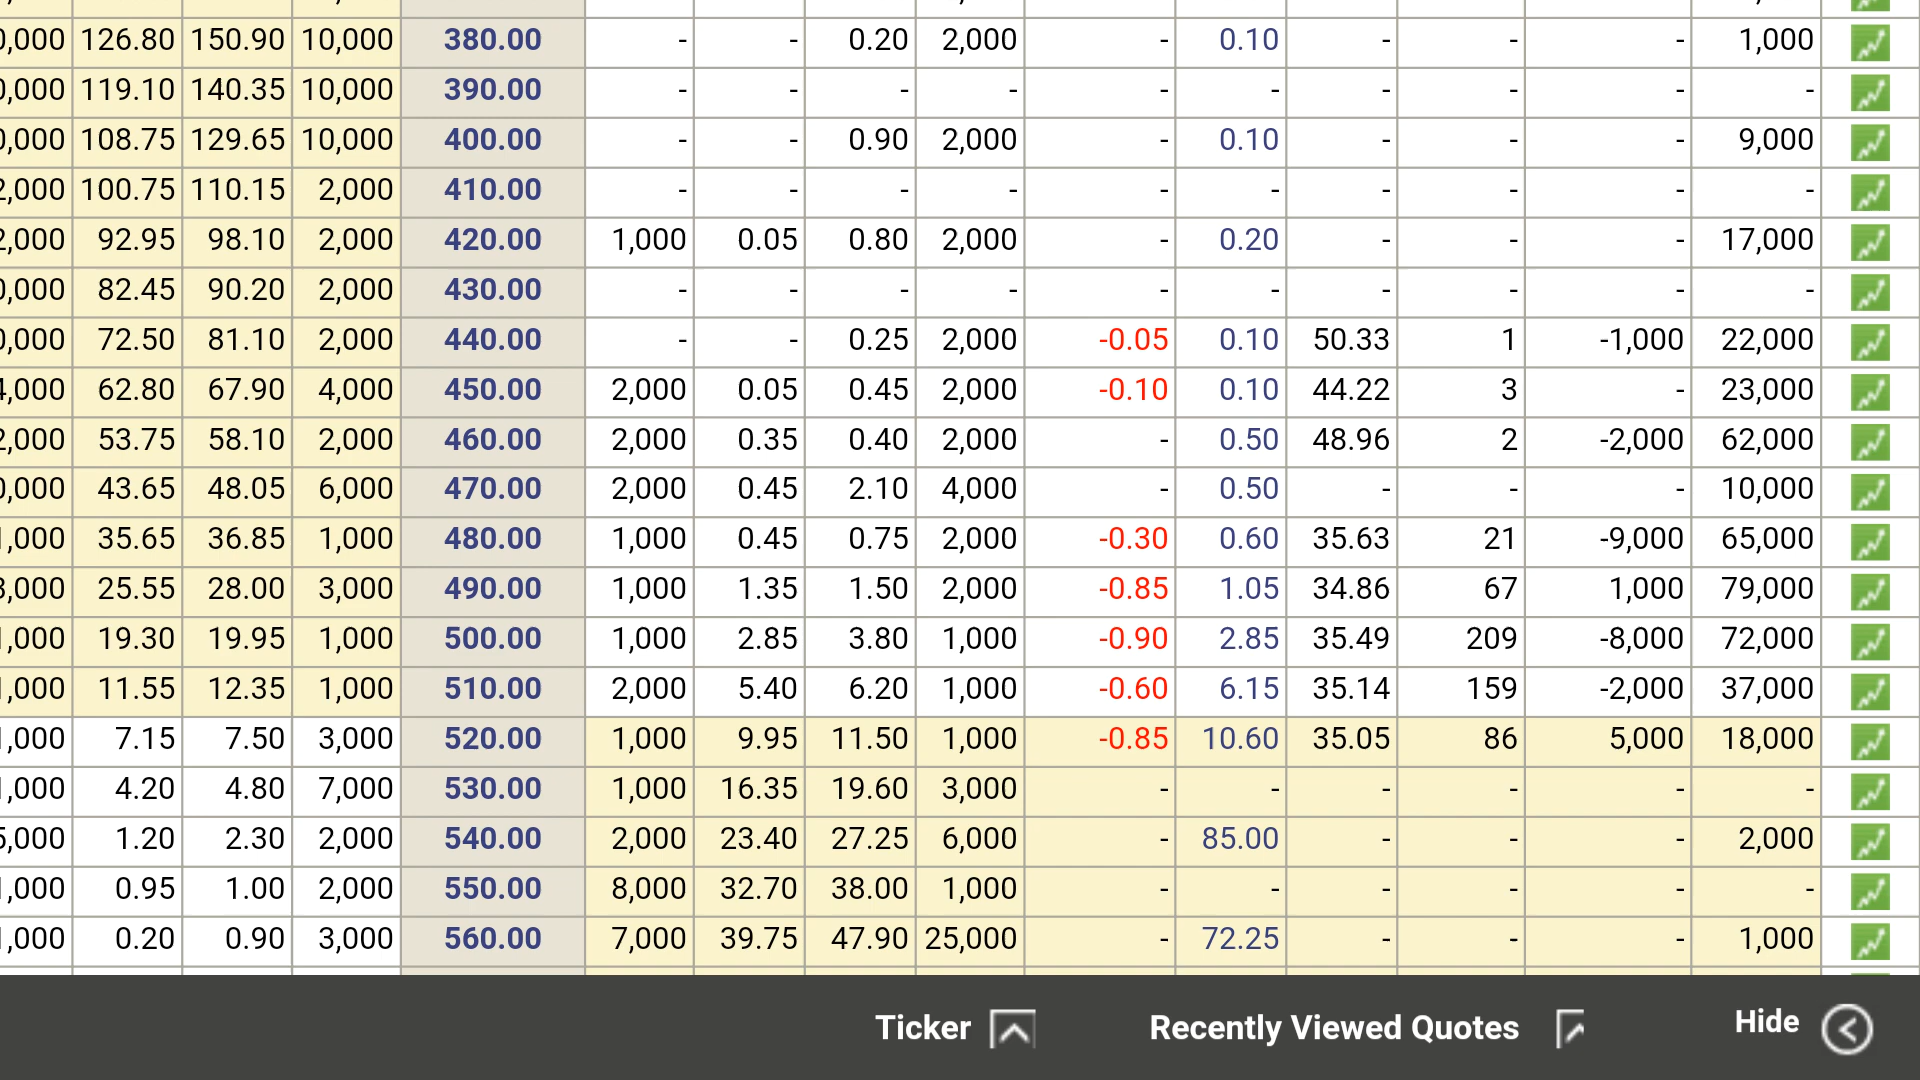 126.80 150.90 10,000 380.00 - - 0.20 2,000 - 0.10 - - - 1,000
119.10 140.35 10,000 390.00 - - - - - - - - - -
108.75 129.65 10,000 400.00 - - 0.90 2,000 - 0.10 - - - 9,000
100.75 110.15 2,000 410.00 - - - - - - - - - -
92.95 98.10 2,000 420.00 1,000 0.05 0.80 2,000 - 0.20 - - - 17,000
82.45 90.20 2,000 430.00 - - - - - - - - - -
72.50 81.10 2,000 440.00 - - 0.25 2,000 -0.05 0.10 50.33 1 -1,000 22,000
62.80 67.90 4,000 450.00 2,000 0.05 0.45 2,000 -0.10 0.10 44.22 3 - 23,000
53.75 58.10 2,000 460.00 2,000 0.35 0.40 2,000 - 0.50 48.96 2 -2,000 62,000
43.65 48.05 6,000 470.00 2,000 0.45 2.10 4,000 - 0.50 - - - 10,000
35.65 36.85 1,000 480.00 1,000 0.45 0.75 2,000 -0.30 0.60 35.63 21 -9,000 65,000
25.55 28.00 3,000 490.00 1,000 1.35 1.50 2,000 -0.85 1.05 34.86 67 1,000 79,000
19.30 19.95 1,000 500.00 1,000 2.85 3.80 1,000 -0.90 2.85 35.49 209 -8,000 72,000
11.55 12.35 1,000 510.00 2,000 5.40 6.20 1,000 -0.60 6.15 35.14 159 -2,000 37,000
7.15 7.50 3,000 520.00 1,000 9.95 11.50 1,000 -0.85 10.60 35.05 86 5,000 18,000
4.20 4.80 7,000 530.00 1,000 16.35 19.60 3,000 - - - - - -
1.20 2.30 2,000 540.00 2,000 23.40 27.25 6,000 - 85.00 - - - 2,000
0.95 1.00 2,000 550.00 8,000 32.70 38.00 1,000 - - - - - -
0.20 0.90 3,000 560.00 7,000 39.75 47.90 25,000 - 72.25 - - - 1,000
Ticker Recently Viewed Quotes Hide